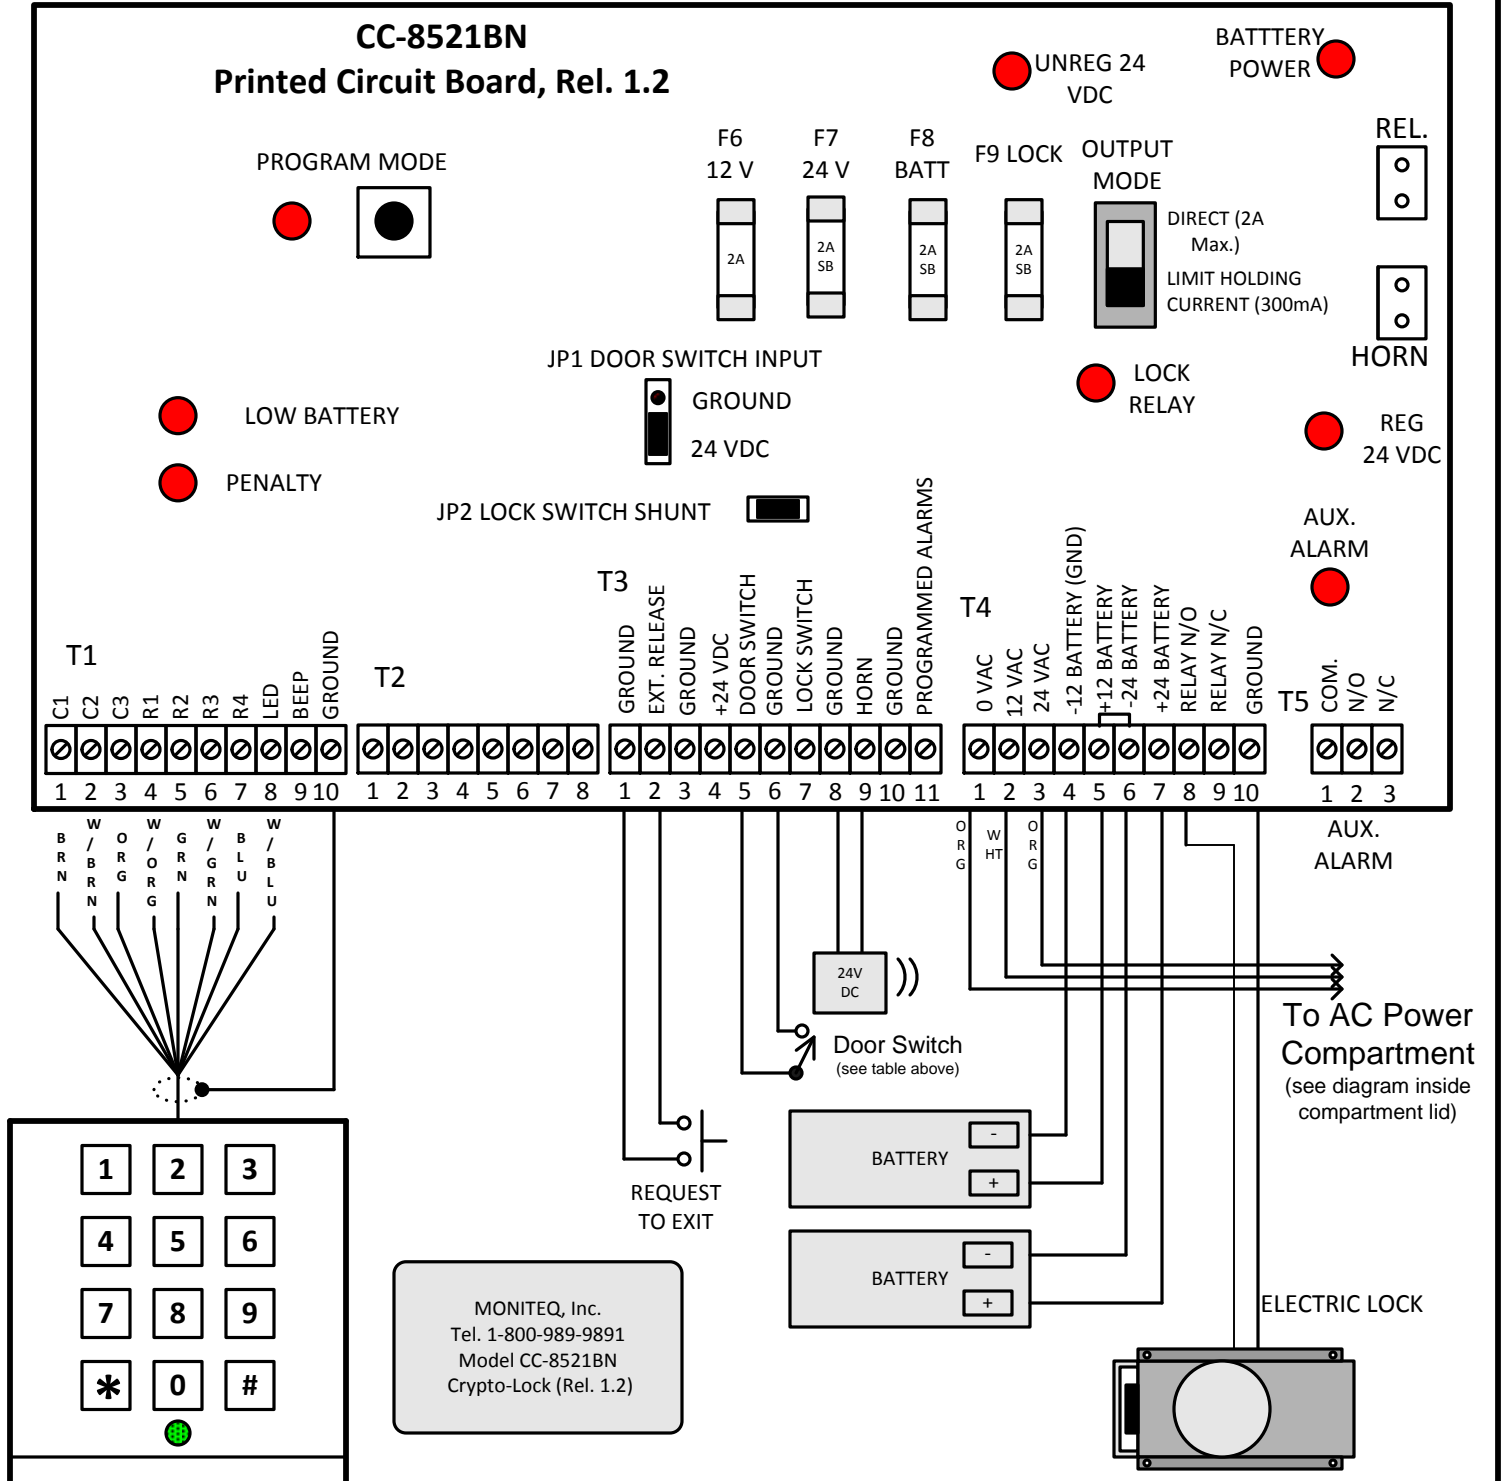 CC-8521BN
Printed Circuit Board, Rel. 1.2
UNREG 24
VDC
BATTTERY
POWER
REL.
PROGRAM MODE
F6
12 V
F7
24 V
F8
BATT
F9 LOCK
OUTPUT
MODE
2A
2A
SB
2A
SB
2A
SB
DIRECT (2A
Max.)
LIMIT HOLDING
CURRENT (300mA)
HORN
JP1 DOOR SWITCH INPUT
GROUND
24 VDC
LOCK
RELAY
LOW BATTERY
PENALTY
REG
24 VDC
JP2 LOCK SWITCH SHUNT
AUX.
ALARM
T1
C1
C2
C3
R1
R2
R3
R4
LED
BEEP
GROUND
T2
T3
GROUND
EXT. RELEASE
GROUND
+24 VDC
DOOR SWITCH
GROUND
LOCK SWITCH
GROUND
HORN
GROUND
PROGRAMMED ALARMS
T4
0 VAC
12 VAC
24 VAC
-12 BATTERY (GND)
+12 BATTERY
-24 BATTERY
+24 BATTERY
RELAY N/O
RELAY N/C
GROUND
T5
COM.
N/O
N/C
1 2 3 4 5 6 7 8 9 10
1 2 3 4 5 6 7 8
1 2 3 4 5 6 7 8 9 10 11
1 2 3 4 5 6 7 8 9 10
1 2 3
AUX.
ALARM
BRN
W/BRN
ORG
W/ORG
GRN
W/GRN
BLU
W/BLU
ORG
W
HT
ORG
24V
DC
Door Switch
(see table above)
To AC Power
Compartment
(see diagram inside
compartment lid)
REQUEST
TO EXIT
BATTERY
-
+
BATTERY
-
+
ELECTRIC LOCK
1 2 3
4 5 6
7 8 9
* 0 #
MONITEQ, Inc.
Tel. 1-800-989-9891
Model CC-8521BN
Crypto-Lock (Rel. 1.2)